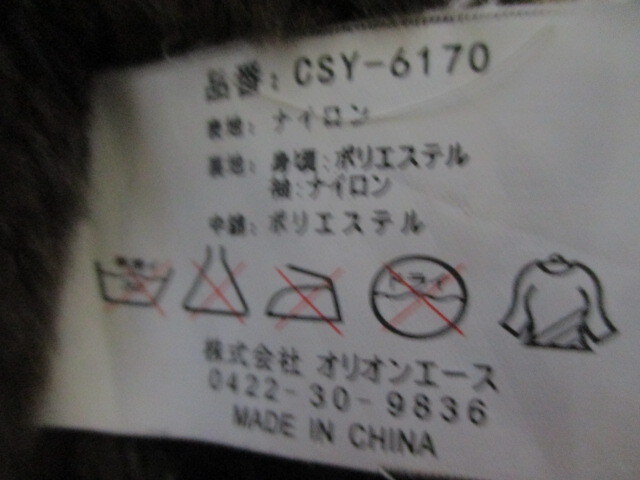 品番: CSY-6170
表地: ナイロン
裏地: 身頃:ポリエステル
袖:ナイロン
中綿: ポリエステル
ドライ
株式会社 オリオンエース
0422-30-9836
MADE IN CHINA